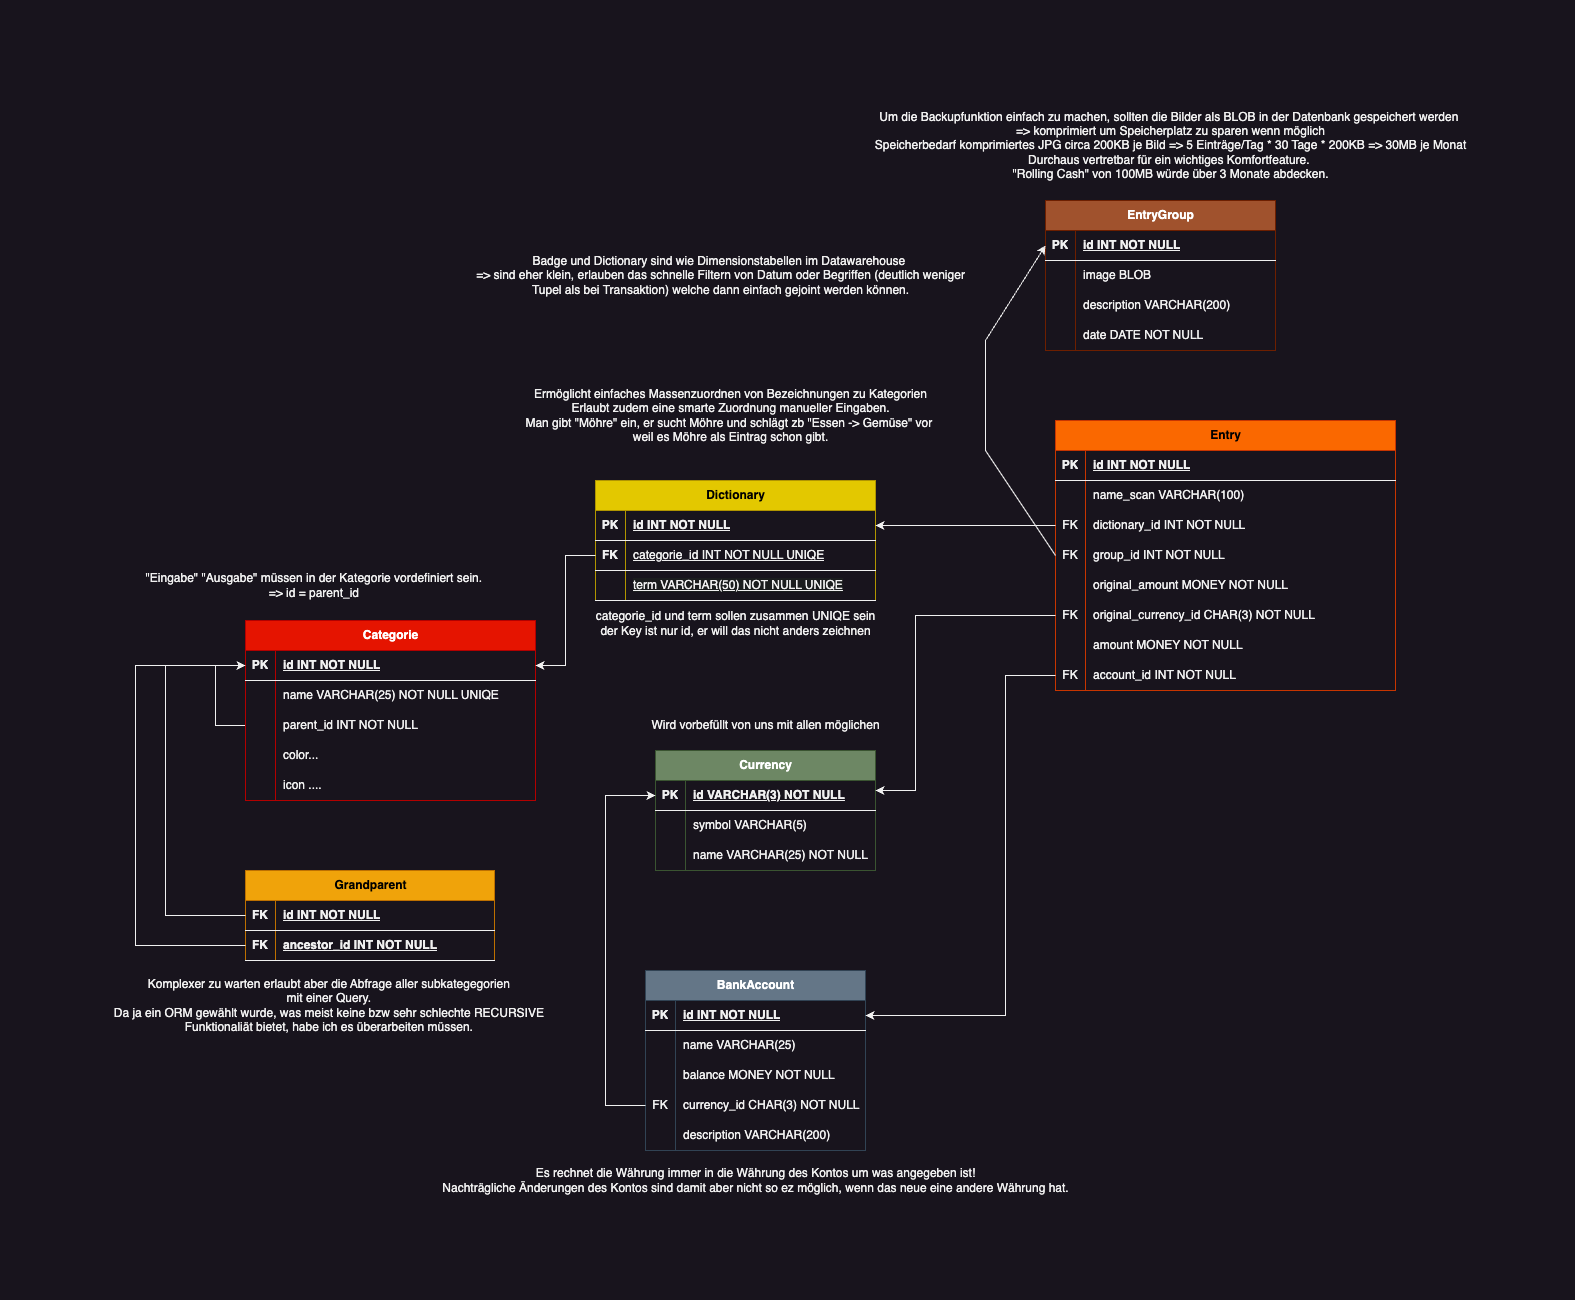 Um die Backupfunktion einfach zu machen, sollten die Bilder als BLOB in der Datenbank gespeichert werden
=> komprimiert um Speicherplatz zu sparen wenn möglich
Speicherbedarf komprimiertes JPG circa 200KB je Bild => 5 Einträge/Tag * 30 Tage * 200KB => 30MB je Monat
Durchaus vertretbar für ein wichtiges Komfortfeature.
"Rolling Cash" von 100MB würde über 3 Monate abdecken.
EntryGroup
PK id INT NOT NULL
image BLOB
description VARCHAR(200)
date DATE NOT NULL
Badge und Dictionary sind wie Dimensionstabellen im Datawarehouse
=> sind eher klein, erlauben das schnelle Filtern von Datum oder Begriffen (deutlich weniger
Tupel als bei Transaktion) welche dann einfach gejoint werden können.
Ermöglicht einfaches Massenzuordnen von Bezeichnungen zu Kategorien
Erlaubt zudem eine smarte Zuordnung manueller Eingaben.
Man gibt "Möhre" ein, er sucht Möhre und schlägt zb "Essen -> Gemüse" vor
weil es Möhre als Eintrag schon gibt.
Entry
PK id INT NOT NULL
name_scan VARCHAR(100)
FK dictionary_id INT NOT NULL
FK group_id INT NOT NULL
original_amount MONEY NOT NULL
FK original_currency_id CHAR(3) NOT NULL
amount MONEY NOT NULL
FK account_id INT NOT NULL
Dictionary
PK id INT NOT NULL
FK categorie_id INT NOT NULL UNIQE
term VARCHAR(50) NOT NULL UNIQE
categorie_id und term sollen zusammen UNIQE sein
der Key ist nur id, er will das nicht anders zeichnen
"Eingabe" "Ausgabe" müssen in der Kategorie vordefiniert sein.
=> id = parent_id
Categorie
PK id INT NOT NULL
name VARCHAR(25) NOT NULL UNIQE
parent_id INT NOT NULL
color...
icon ....
Wird vorbefüllt von uns mit allen möglichen
Currency
PK id VARCHAR(3) NOT NULL
symbol VARCHAR(5)
name VARCHAR(25) NOT NULL
Grandparent
FK id INT NOT NULL
FK ancestor_id INT NOT NULL
Komplexer zu warten erlaubt aber die Abfrage aller subkategegorien
mit einer Query.
Da ja ein ORM gewählt wurde, was meist keine bzw sehr schlechte RECURSIVE
Funktionaliät bietet, habe ich es überarbeiten müssen.
BankAccount
PK id INT NOT NULL
name VARCHAR(25)
balance MONEY NOT NULL
FK currency_id CHAR(3) NOT NULL
description VARCHAR(200)
Es rechnet die Währung immer in die Währung des Kontos um was angegeben ist!
Nachträgliche Änderungen des Kontos sind damit aber nicht so ez möglich, wenn das neue eine andere Währung hat.